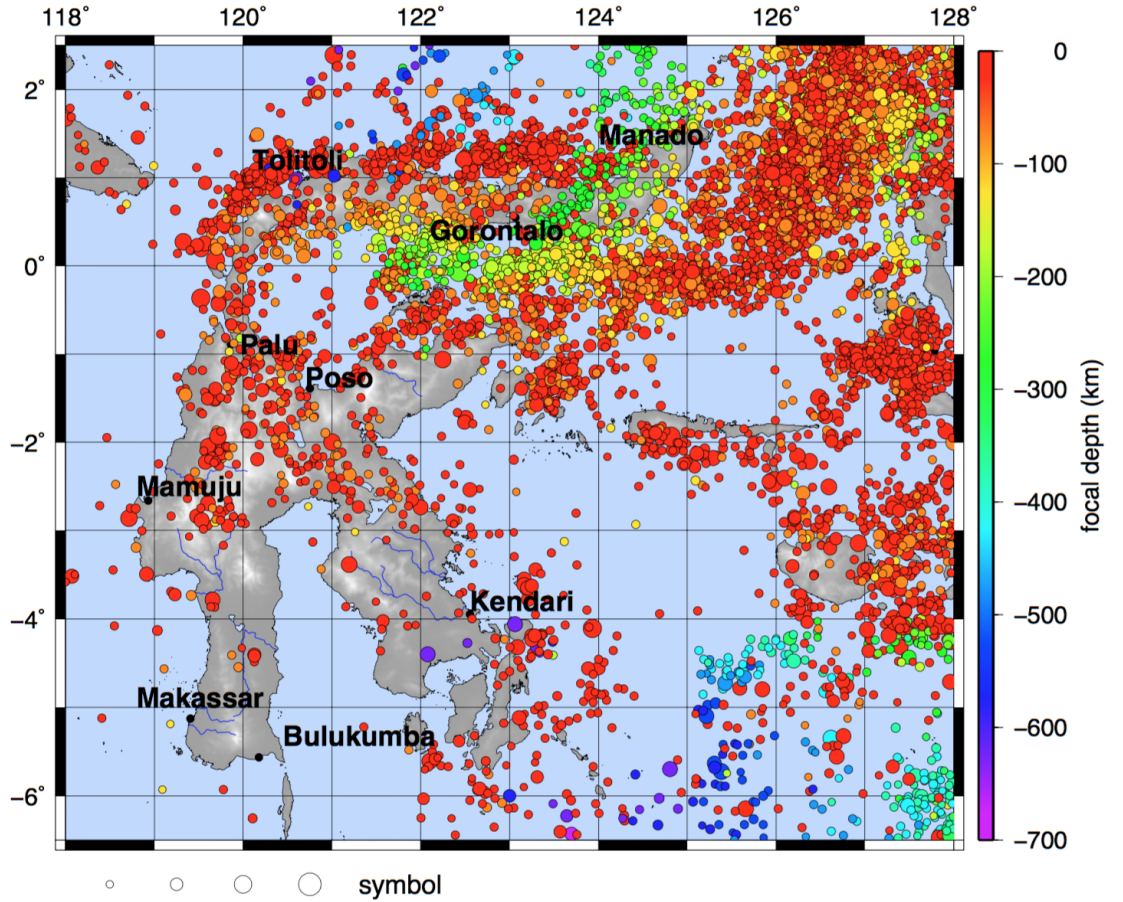 118° 120° 122° 124° 126° 128°
0
2°
−100
Manado
Tolitoli
Gorontalo
0°
−200
Palu
Poso
−300
−2°
focal depth (km)
Mamuju
−400
Kendari
−4°
−500
Makassar
Bulukumba
−600
−6°
−700
symbol